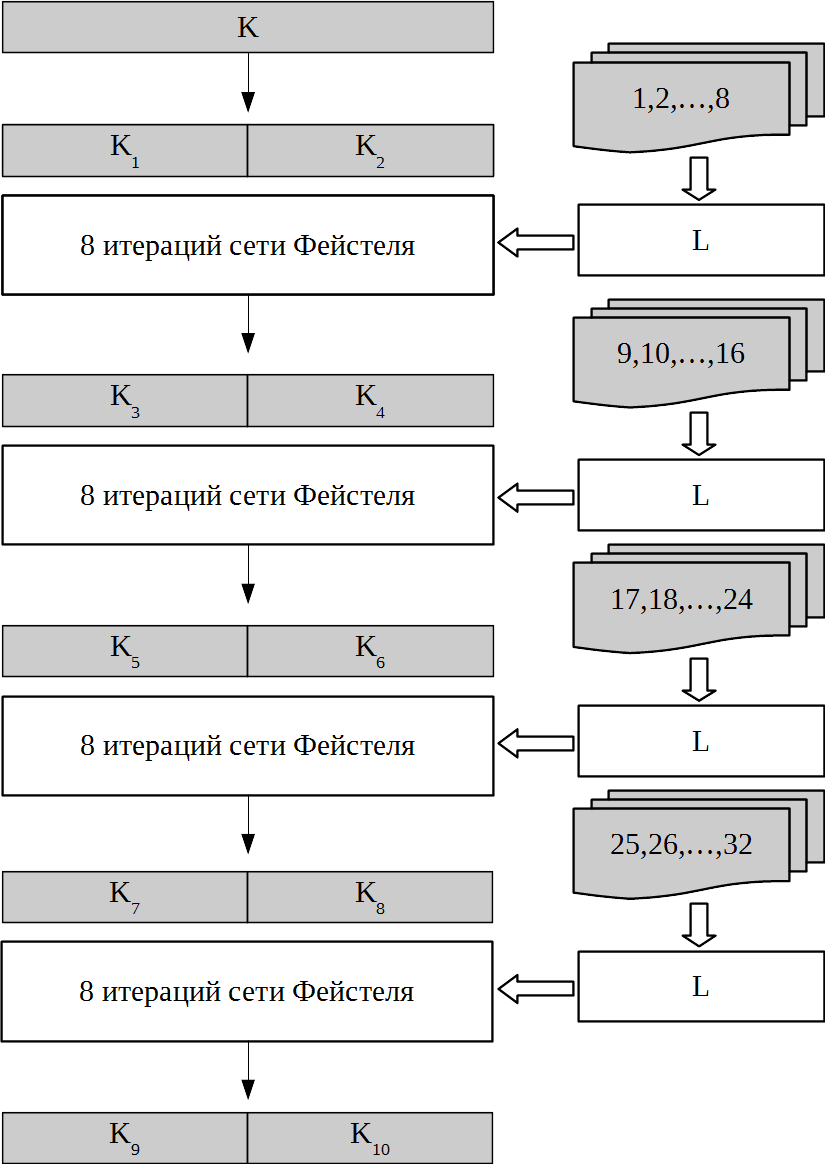 K
1,2,…,8
K₁ K₂
8 итераций сети Фейстеля
L
9,10,…,16
K₃ K₄
8 итераций сети Фейстеля
L
17,18,…,24
K₅ K₆
8 итераций сети Фейстеля
L
25,26,…,32
K₇ K₈
8 итераций сети Фейстеля
L
K₉ K₁₀